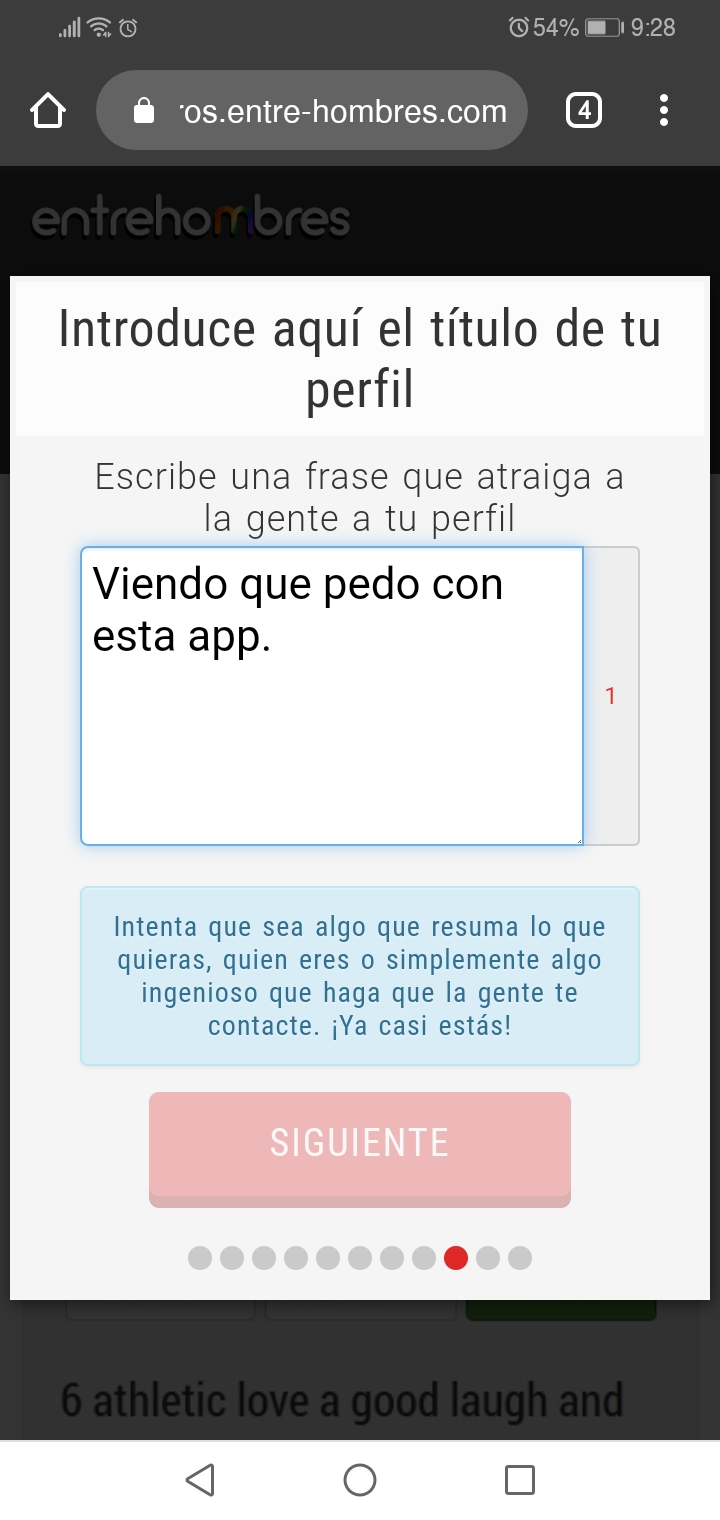 54% 9:28
ros.entre-hombres.com
4
entrehombres
Introduce aquí el título de tu
perfil
Escribe una frase que atraiga a
la gente a tu perfil
Viendo que pedo con
esta app.
1
Intenta que sea algo que resuma lo que
quieras, quien eres o simplemente algo
ingenioso que haga que la gente te
contacte. ¡Ya casi estás!
SIGUIENTE
6 athletic love a good laugh and